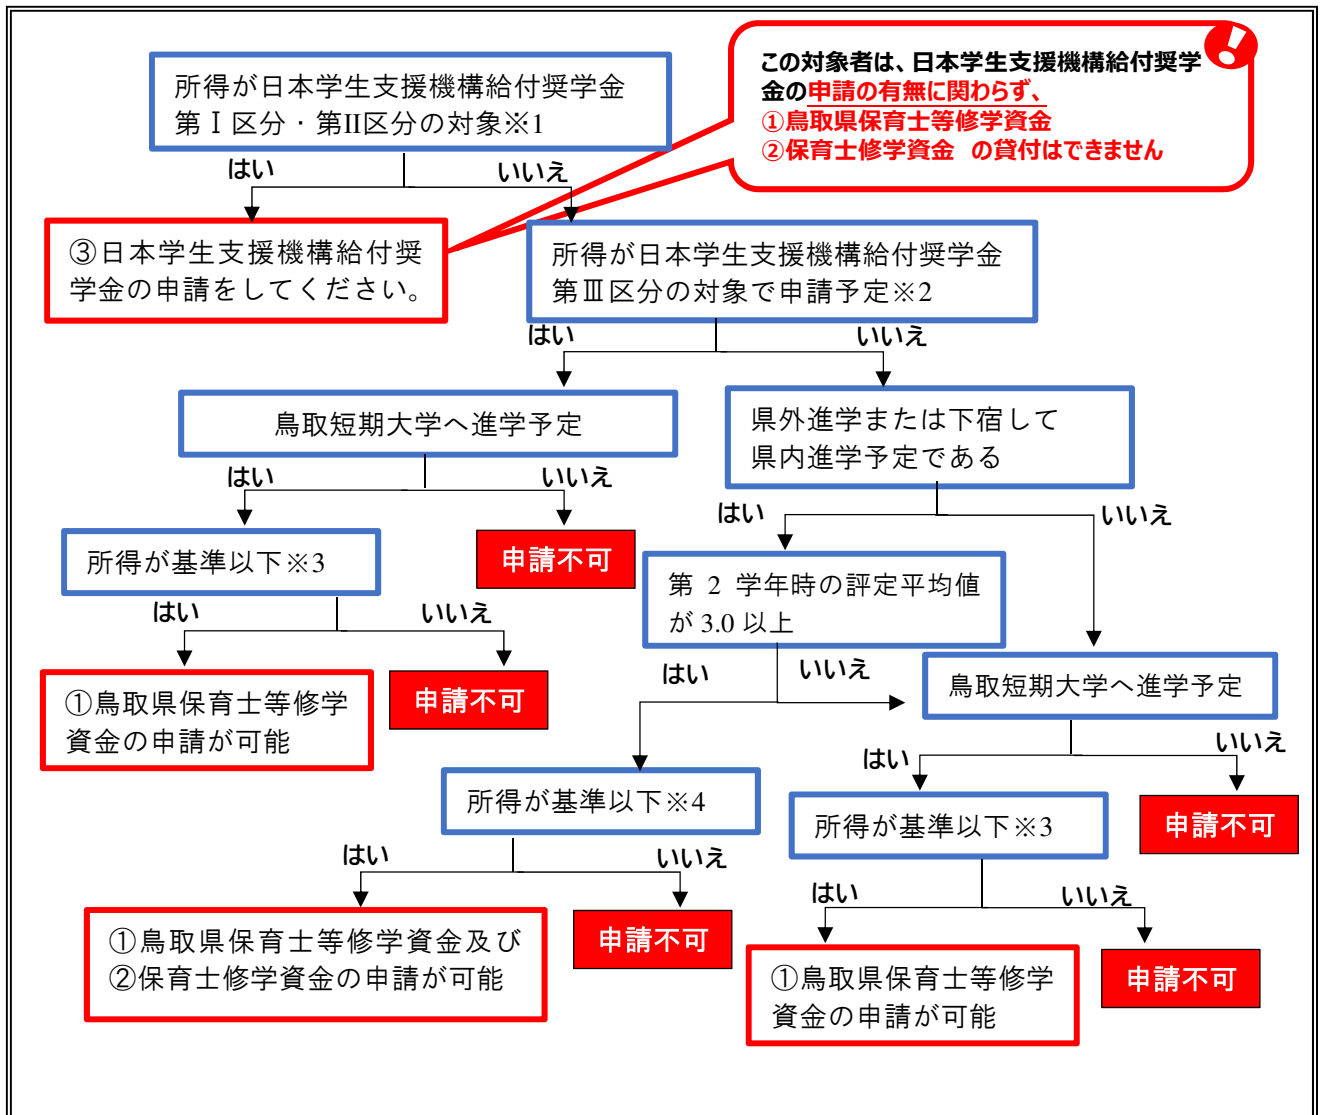 この対象者は、日本学生支援機構給付奨学
金の申請の有無に関わらず、
①鳥取県保育士等修学資金
②保育士修学資金 の貸付はできません
所得が日本学生支援機構給付奨学金
第Ⅰ区分・第II区分の対象※1
はい
いいえ
③日本学生支援機構給付奨
学金の申請をしてください。
所得が日本学生支援機構給付奨学金
第Ⅲ区分の対象で申請予定※2
はい
いいえ
鳥取短期大学へ進学予定
県外進学または下宿して
県内進学予定である
はい
いいえ
はい
いいえ
所得が基準以下※3
申請不可
第 2 学年時の評定平均値
が 3.0 以上
はい
いいえ
はい
いいえ
①鳥取県保育士等修学
資金の申請が可能
申請不可
鳥取短期大学へ進学予定
はい
いいえ
所得が基準以下※4
所得が基準以下※3
申請不可
はい
いいえ
はい
いいえ
①鳥取県保育士等修学資金及び
②保育士修学資金の申請が可能
申請不可
①鳥取県保育士等修学
資金の申請が可能
申請不可